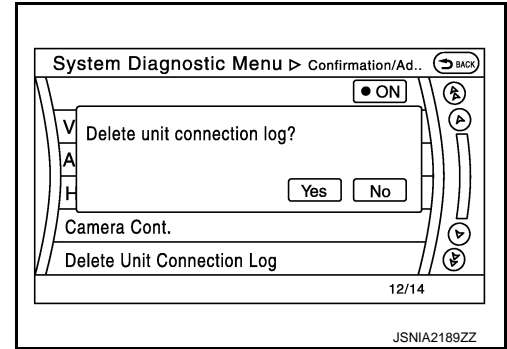 System Diagnostic Menu ▷ Confirmation/Ad.. BACK
● ON
V
Delete unit connection log?
A
H
Yes No
Camera Cont.
Delete Unit Connection Log
12/14
JSNIA2189ZZ